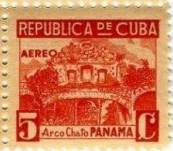 REPUBLICA DE CUBA
AEREO
5 Arco Chato PANAMA C